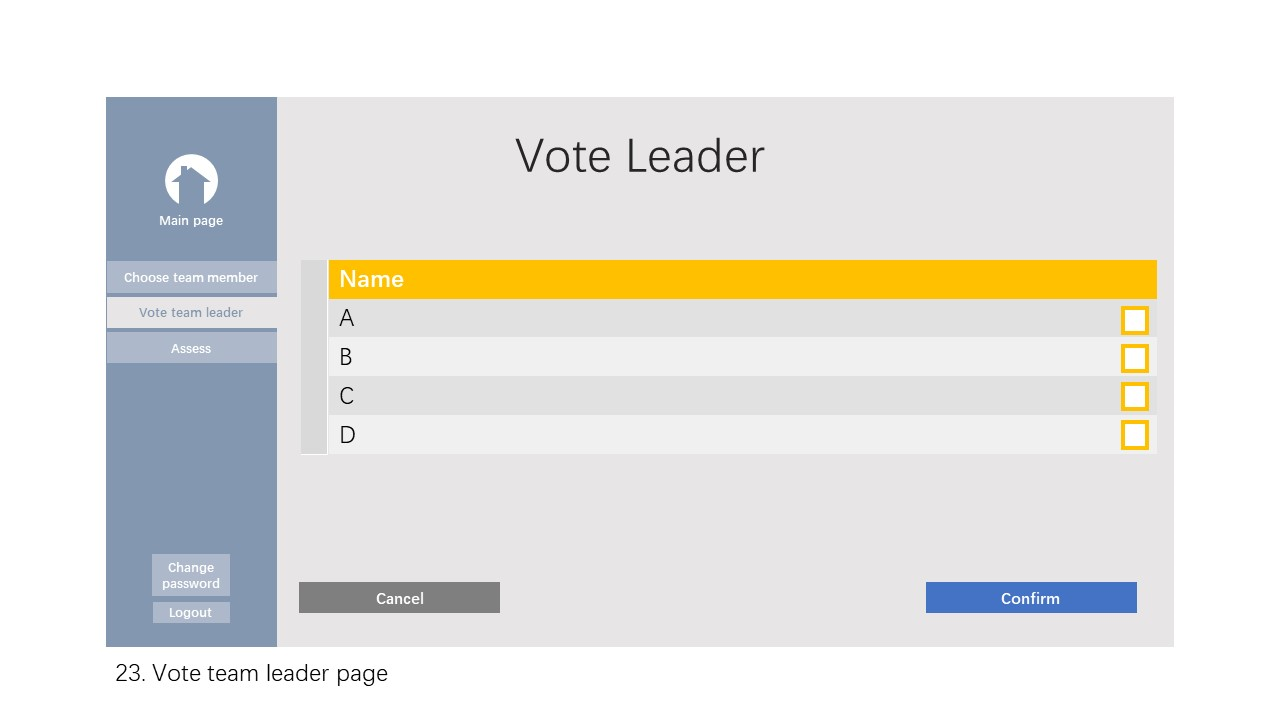 Vote Leader
Main page
Choose team member
Vote team leader
Assess
Name
A
B
C
D
Change
password
Logout
Cancel
Confirm
23. Vote team leader page